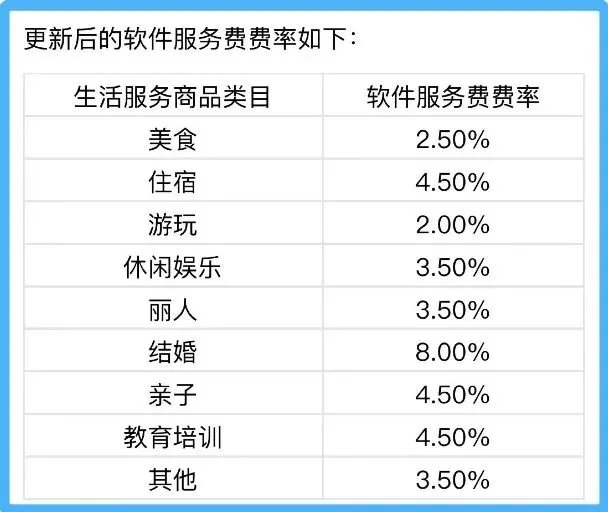 更新后的软件服务费费率如下：
生活服务商品类目 软件服务费费率
美食 2.50%
住宿 4.50%
游玩 2.00%
休闲娱乐 3.50%
丽人 3.50%
结婚 8.00%
亲子 4.50%
教育培训 4.50%
其他 3.50%